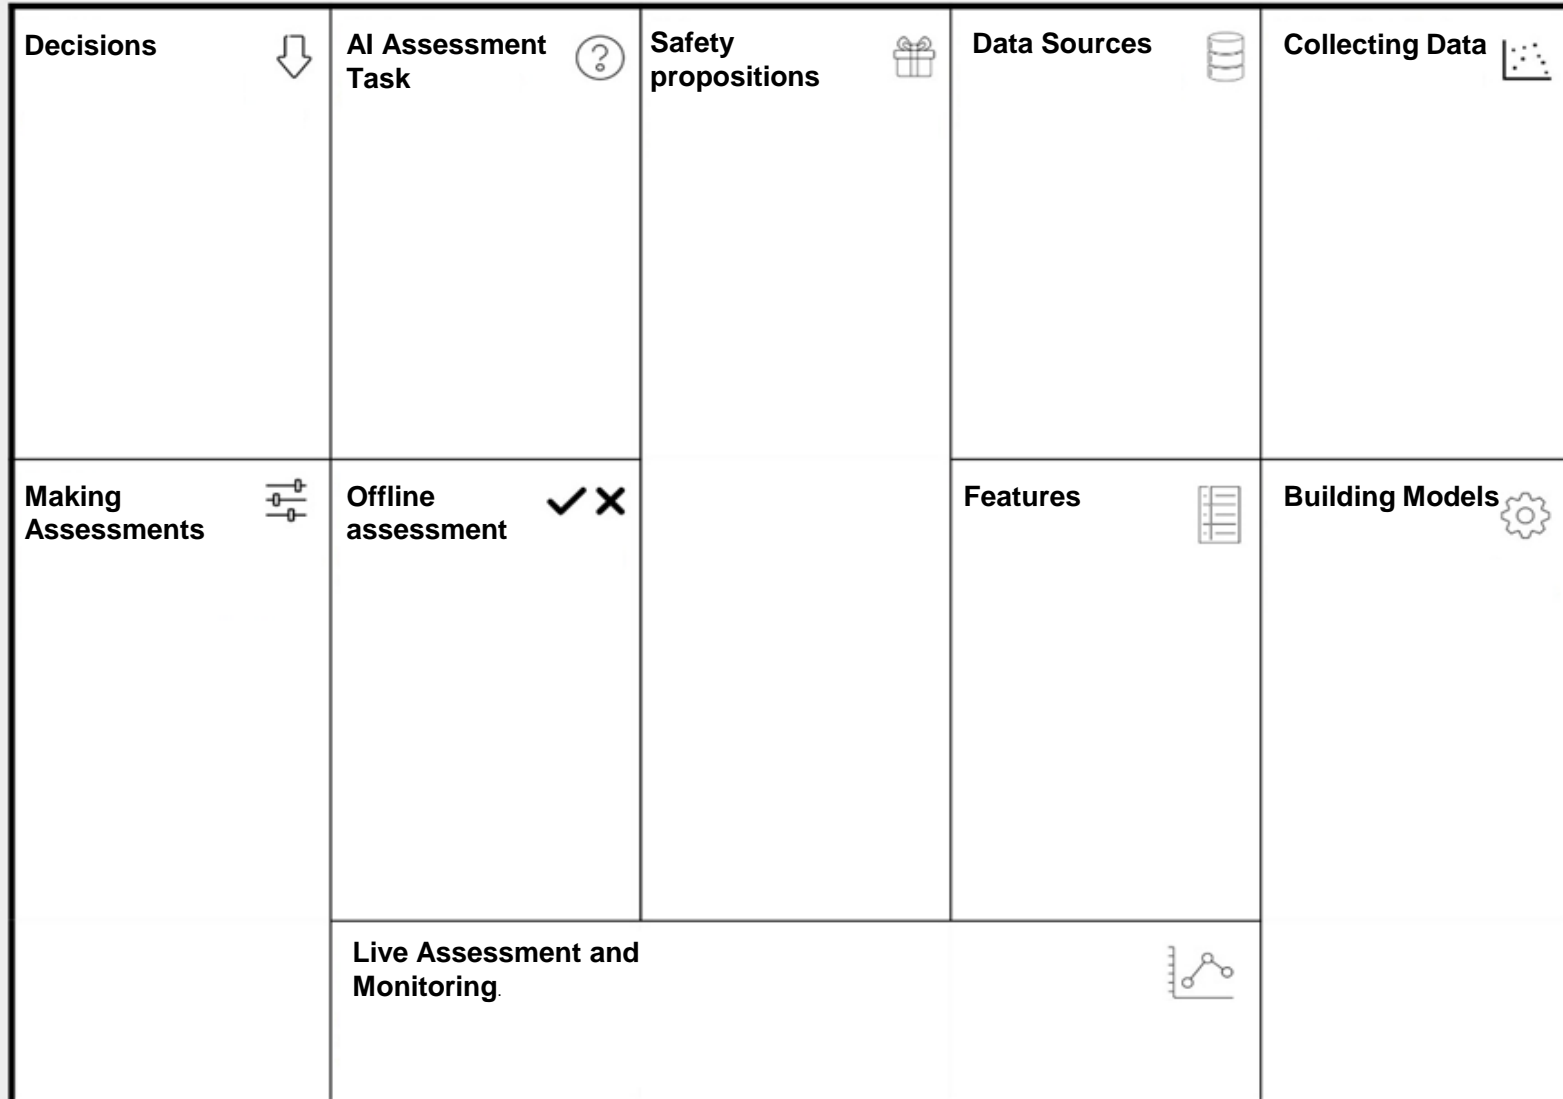 Decisions
AI Assessment
Task
Safety
propositions
Data Sources
Collecting Data
Making
Assessments
Offline
assessment
Features
Building Models
Live Assessment and
Monitoring.